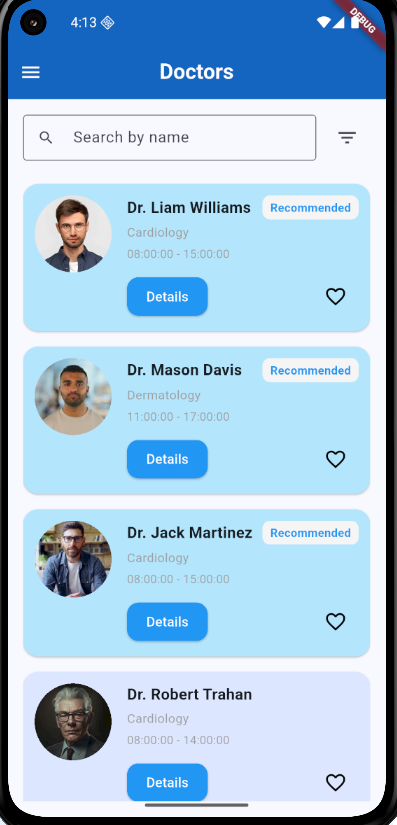 4:13
DEBUG
Doctors
Search by name
Dr. Liam Williams
Recommended
Cardiology
08:00:00 - 15:00:00
Details
Dr. Mason Davis
Recommended
Dermatology
11:00:00 - 17:00:00
Details
Dr. Jack Martinez
Recommended
Cardiology
08:00:00 - 15:00:00
Details
Dr. Robert Trahan
Cardiology
08:00:00 - 14:00:00
Details